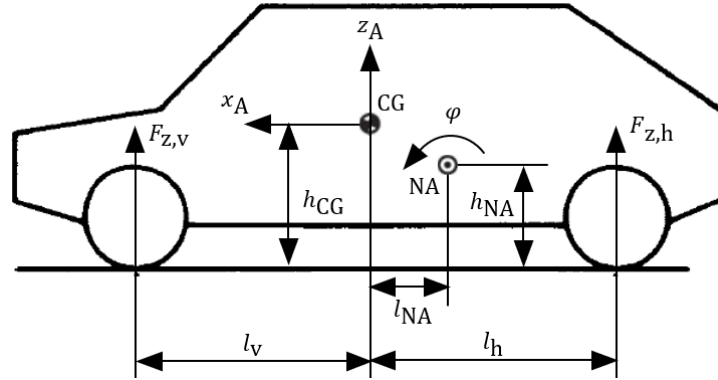 z_A
x_A
CG
φ
F_z,v
F_z,h
NA
h_CG
h_NA
l_NA
l_v
l_h